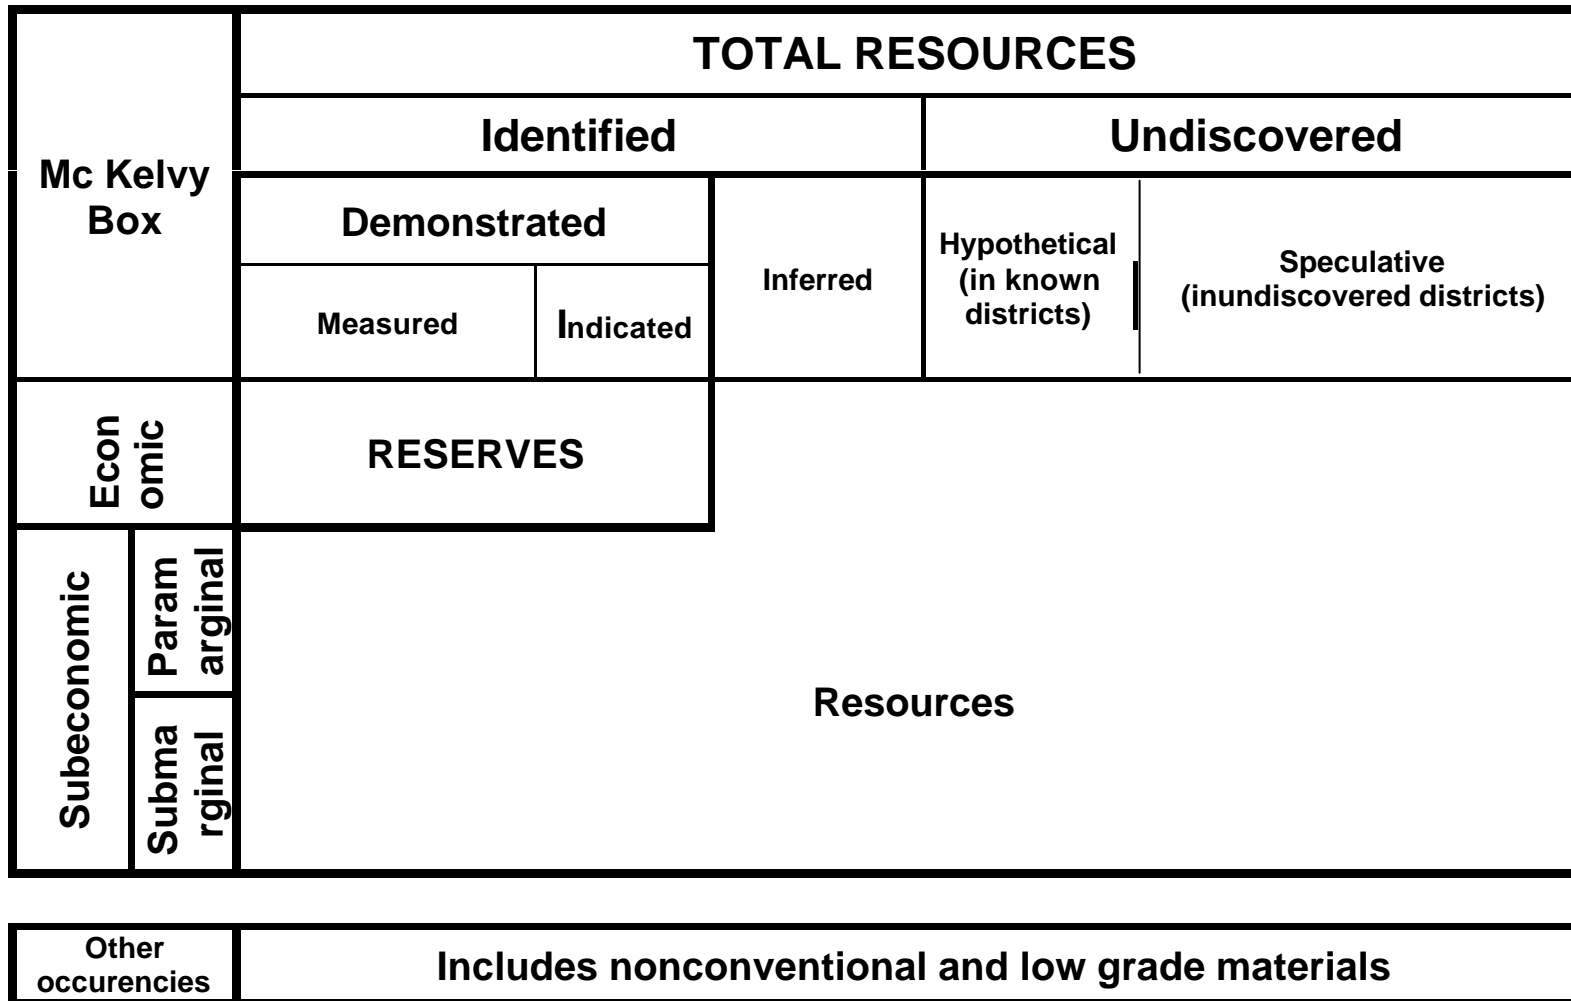 TOTAL RESOURCES
Mc Kelvy
Box
Identified
Undiscovered
Demonstrated
Measured
Indicated
Inferred
Hypothetical
(in known
districts)
Speculative
(inundiscovered districts)
Econ
omic
RESERVES
Subeconomic
Param
arginal
Subma
rginal
Resources
Other
occurencies
Includes nonconventional and low grade materials